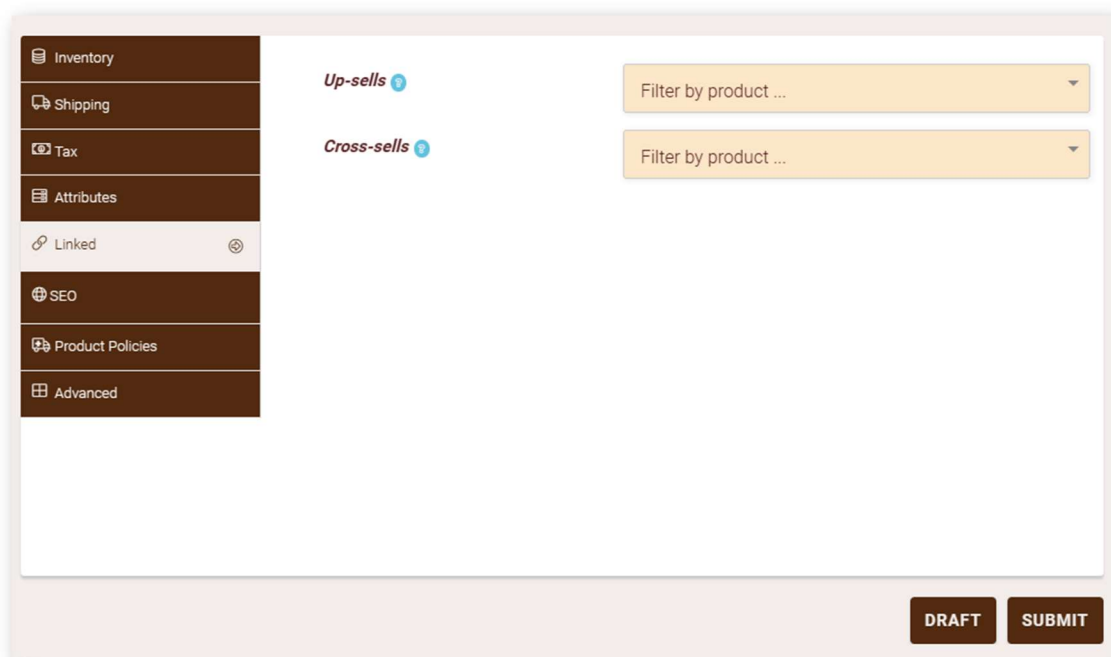 Inventory
Shipping
Tax
Attributes
Linked
SEO
Product Policies
Advanced
Up-sells ?
Filter by product ...
Cross-sells ?
Filter by product ...
DRAFT
SUBMIT